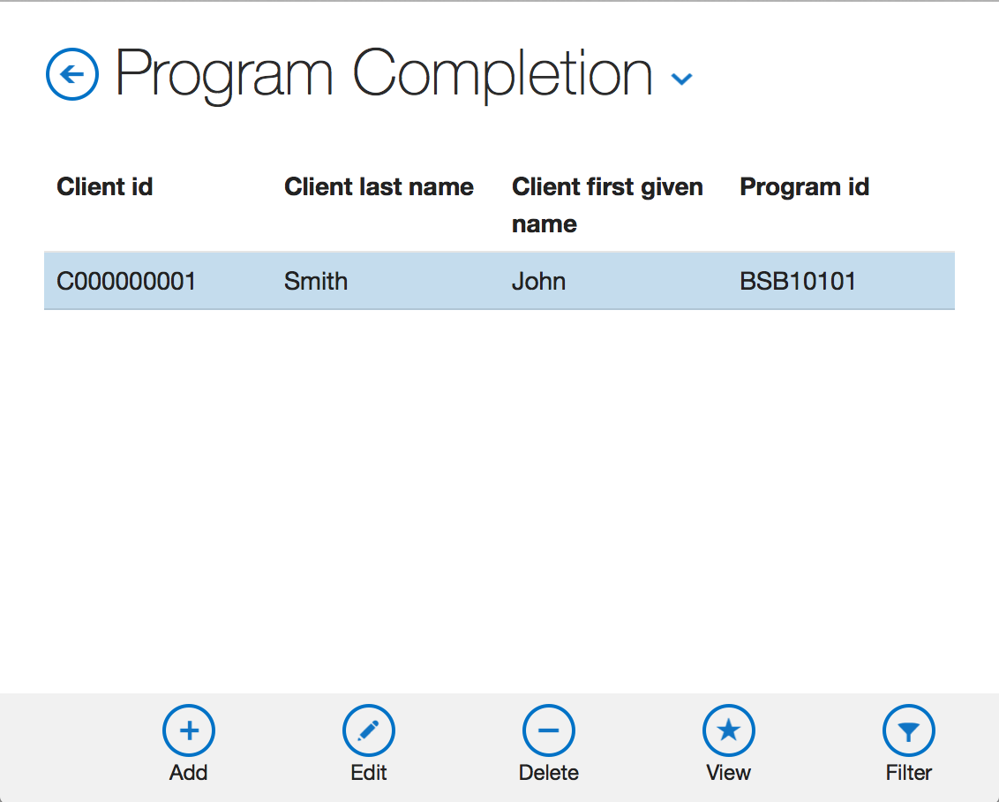 Program Completion
Client id Client last name Client first given name Program id
C000000001 Smith John BSB10101
Add Edit Delete View Filter